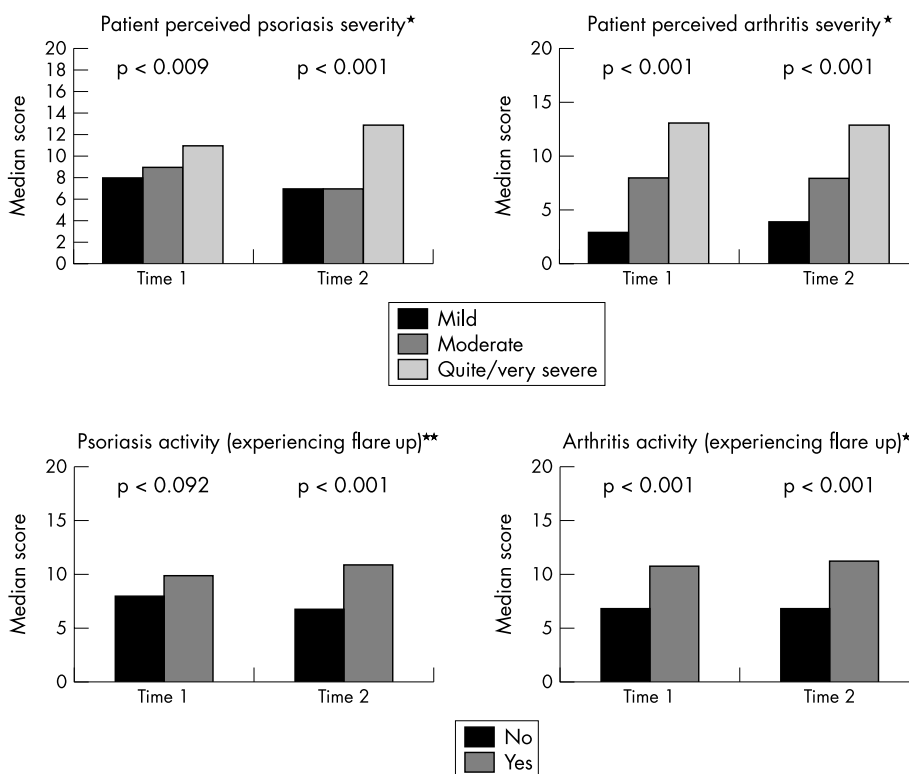 Patient perceived psoriasis severity★
20
18
16
14
12
10
8
6
4
2
0
Median score
p < 0.009
p < 0.001
Time 1
Time 2
Patient perceived arthritis severity★
20
15
10
5
0
Median score
p < 0.001
p < 0.001
Time 1
Time 2
Mild
Moderate
Quite/very severe
Psoriasis activity (experiencing flare up)★★
20
15
10
5
0
Median score
p < 0.092
p < 0.001
Time 1
Time 2
Arthritis activity (experiencing flare up)★
20
15
10
5
0
Median score
p < 0.001
p < 0.001
Time 1
Time 2
No
Yes